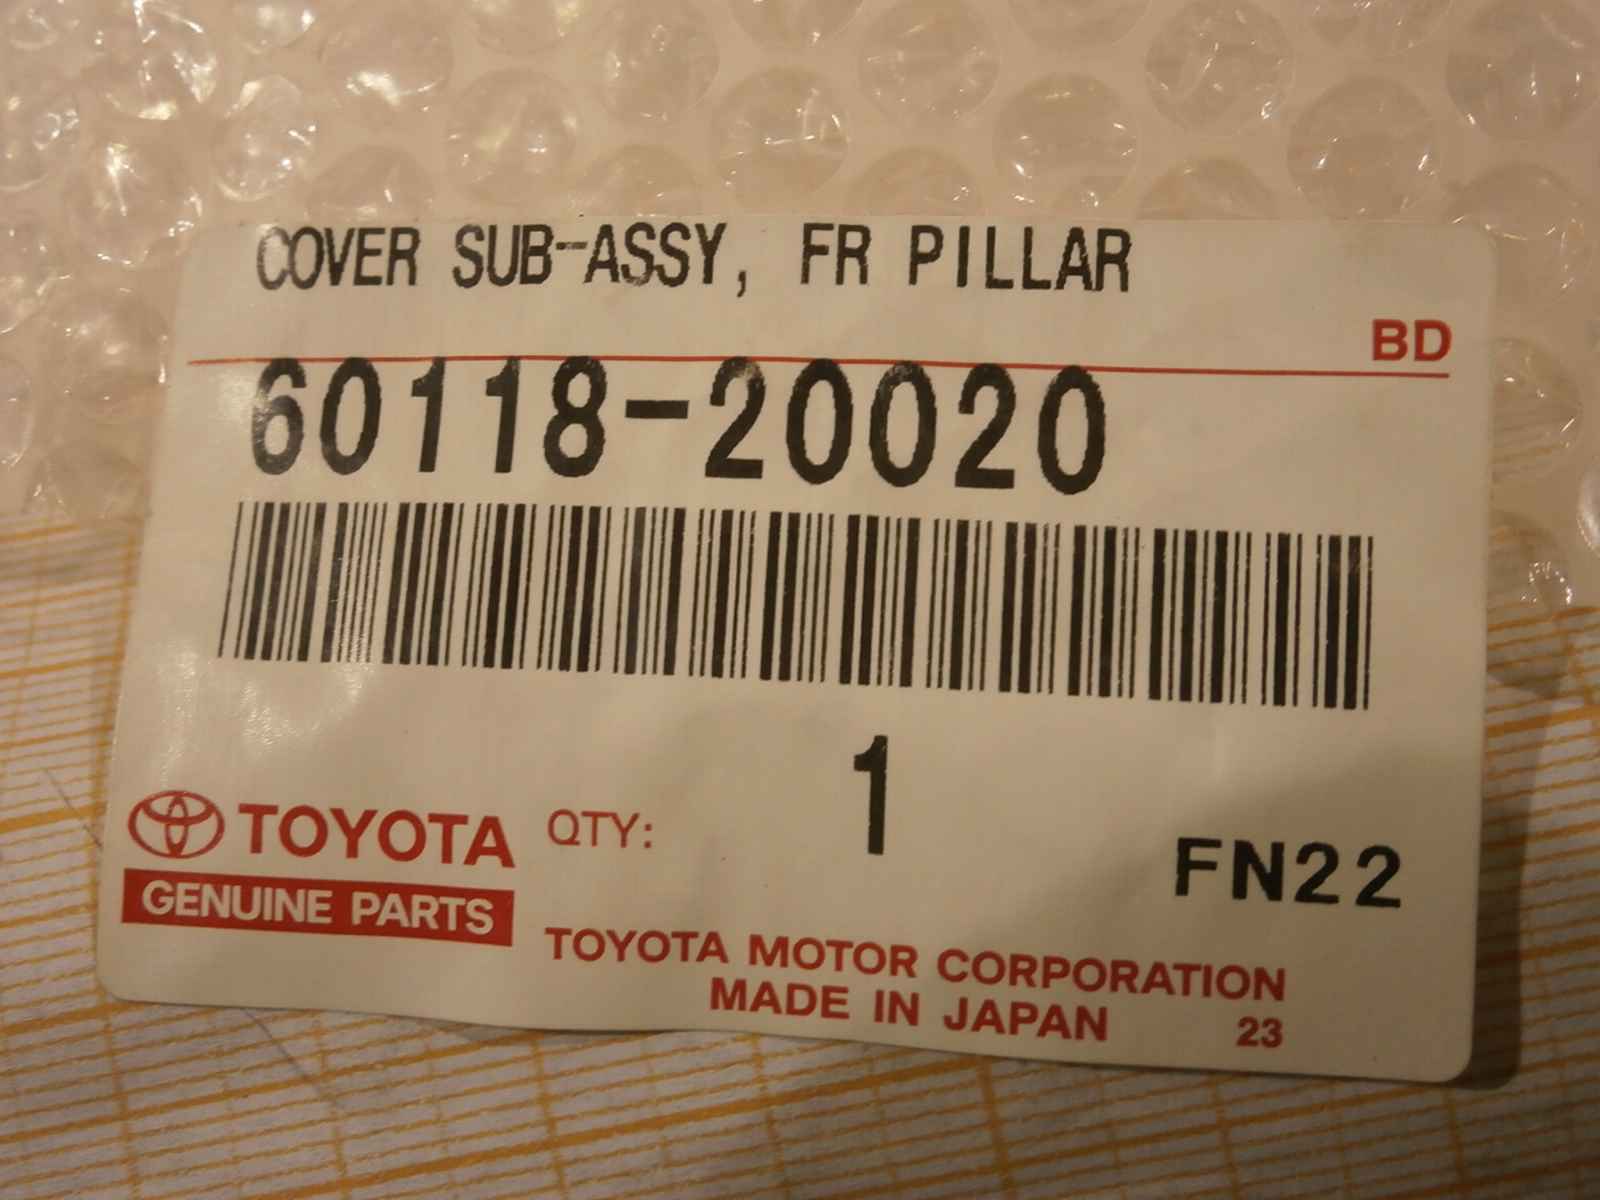 COVER SUB-ASSY, FR PILLAR
BD
60118-20020
1
TOYOTA
QTY:
FN22
GENUINE PARTS
TOYOTA MOTOR CORPORATION
MADE IN JAPAN 23